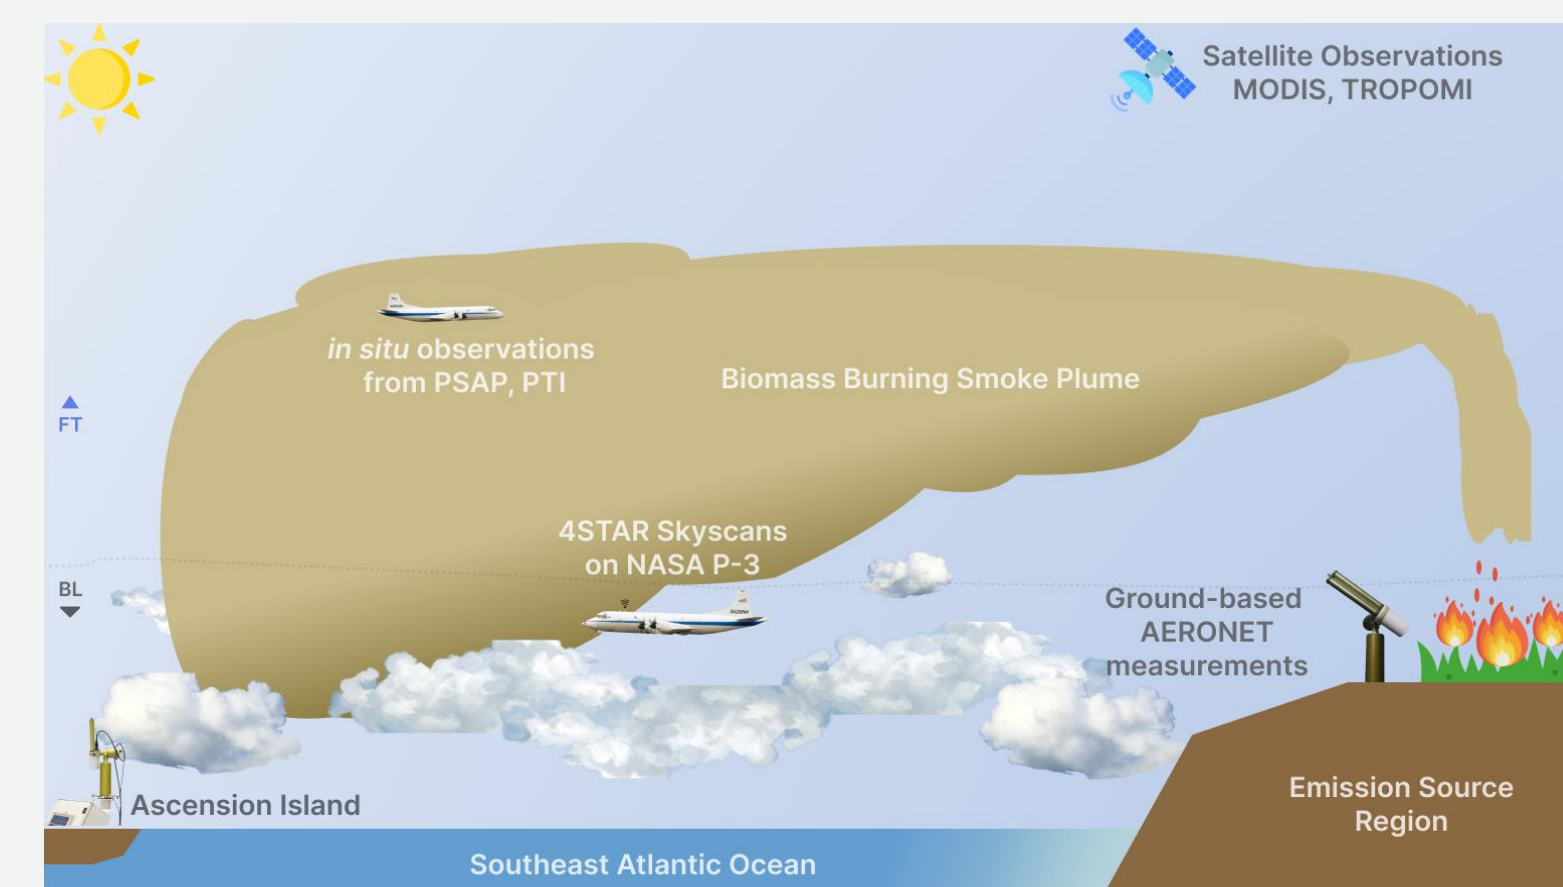 Satellite Observations
MODIS, TROPOMI
in situ observations
from PSAP, PTI
Biomass Burning Smoke Plume
FT
4STAR Skyscans
on NASA P-3
BL
Ground-based
AERONET
measurements
Emission Source
Region
Ascension Island
Southeast Atlantic Ocean